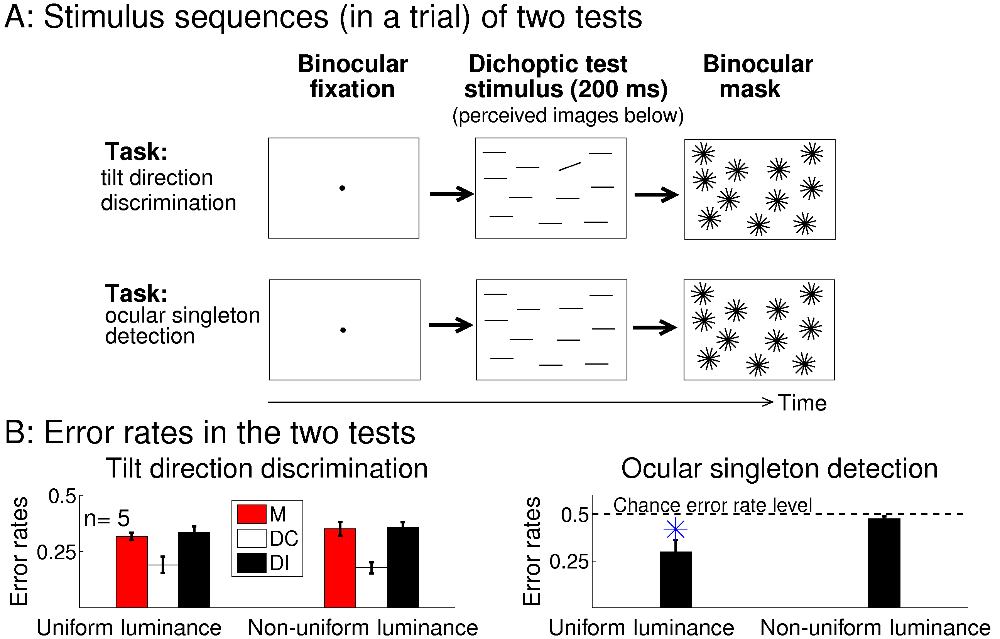 A: Stimulus sequences (in a trial) of two tests
Binocular
fixation
Dichoptic test
stimulus (200 ms)
(perceived images below)
Binocular
mask
Task:
tilt direction
discrimination
Task:
ocular singleton
detection
Time
B: Error rates in the two tests
Tilt direction discrimination
Error rates
0.5
0.25
n= 5
M
DC
DI
Uniform luminance
Non-uniform luminance
Ocular singleton detection
Error rates
Chance error rate level
0.5
0.25
Uniform luminance
Non-uniform luminance